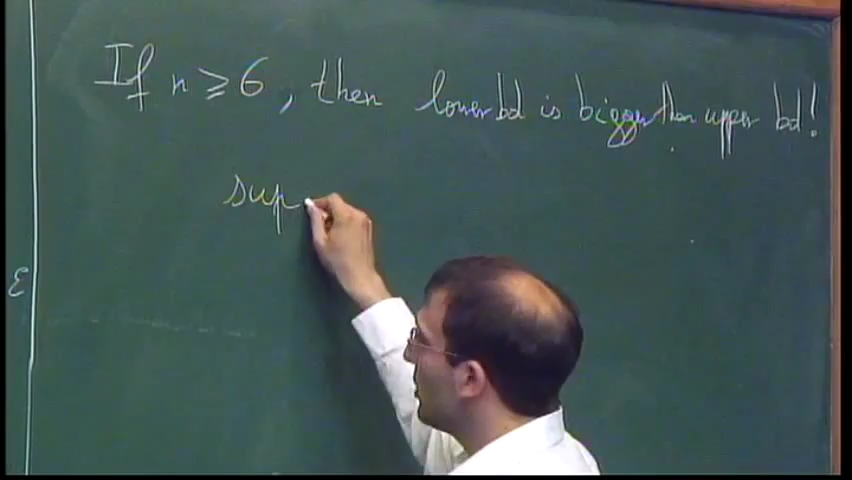 If n ≥ 6, then lower bd is bigger than upper bd!
sup
ε